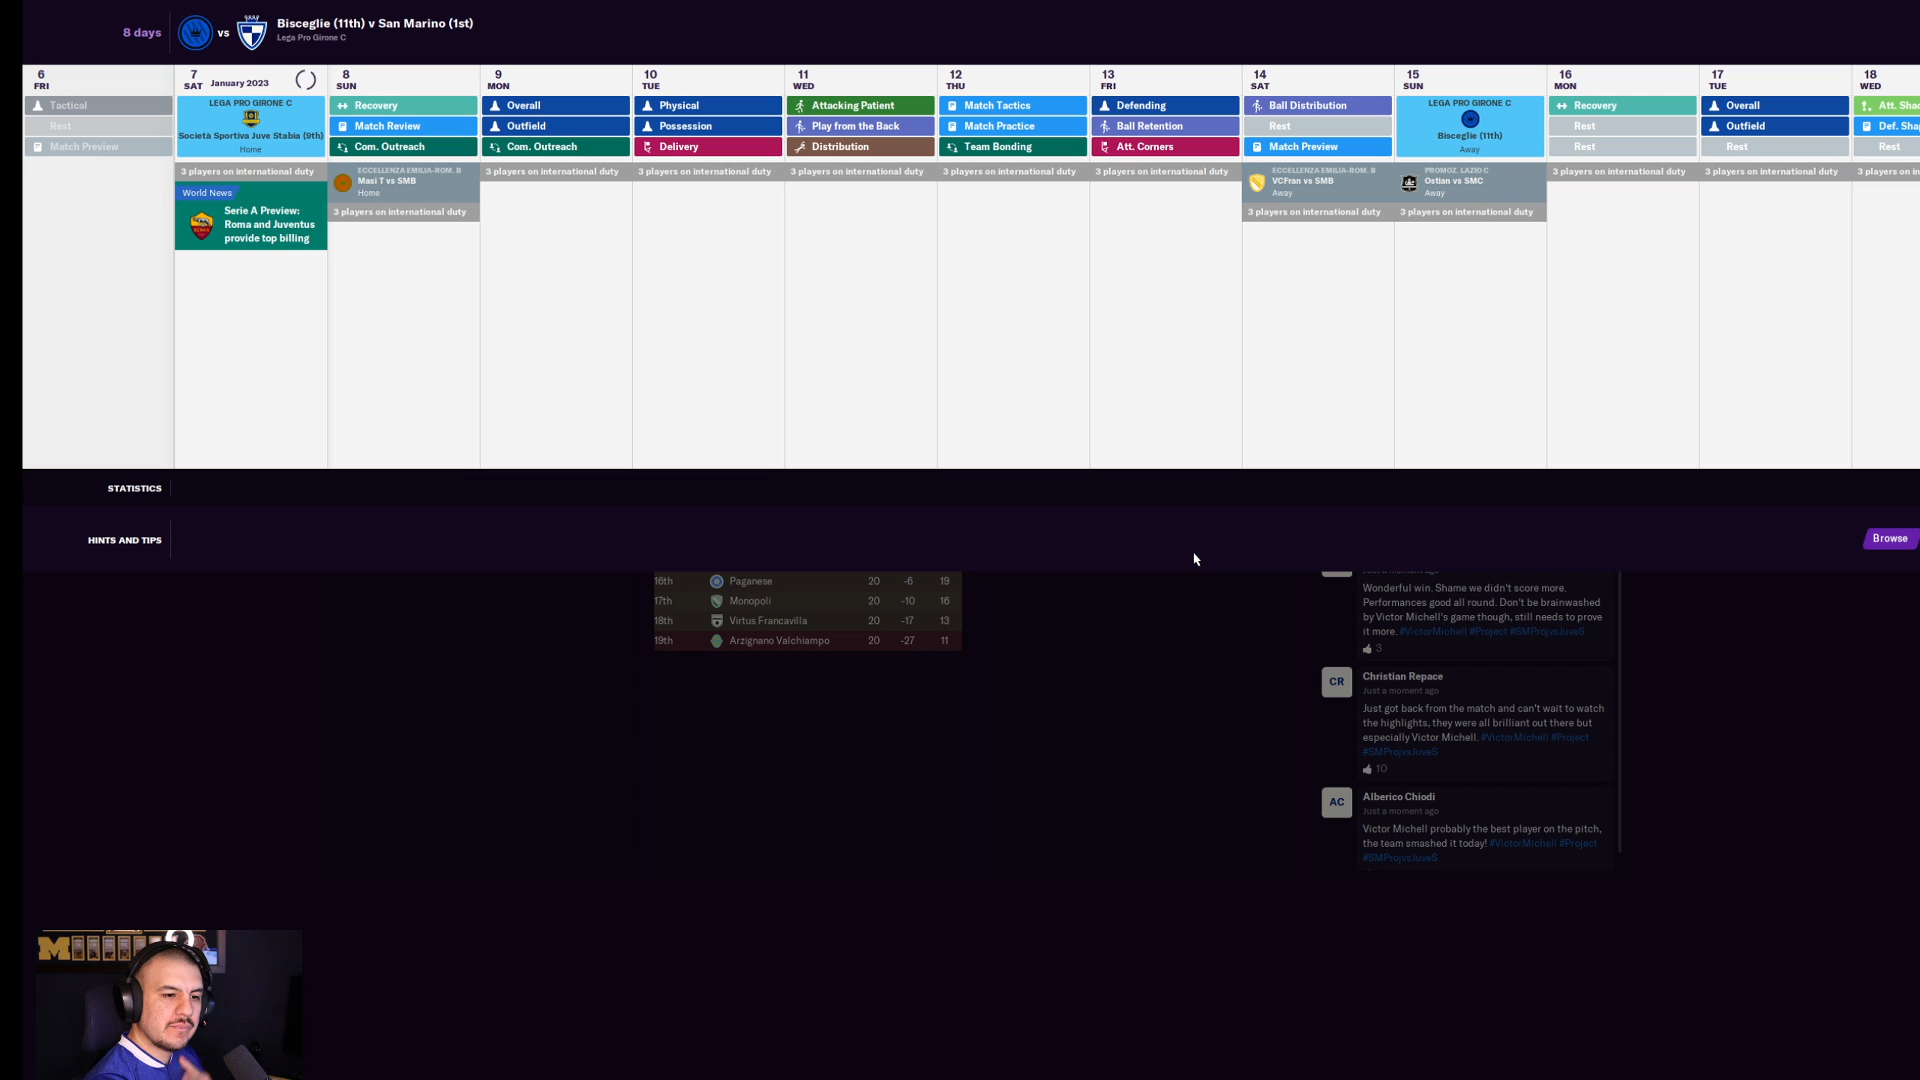 8 days
vs
Bisceglie (11th) v San Marino (1st)
Lega Pro Girone C
6
FRI
Tactical
Rest
Match Preview
7
SAT January 2023
LEGA PRO GIRONE C
Società Sportiva Juve Stabia (9th)
Home
3 players on international duty
World News
Serie A Preview:
Roma and Juventus
provide top billing
8
SUN
Recovery
Match Review
Com. Outreach
ECCELLENZA EMILIA-ROM. B
Masi T vs SMB
Home
3 players on international duty
9
MON
Overall
Outfield
Com. Outreach
3 players on international duty
10
TUE
Physical
Possession
Delivery
3 players on international duty
11
WED
Attacking Patient
Play from the Back
Distribution
3 players on international duty
12
THU
Match Tactics
Match Practice
Team Bonding
3 players on international duty
13
FRI
Defending
Ball Retention
Att. Corners
3 players on international duty
14
SAT
Ball Distribution
Rest
Match Preview
ECCELLENZA EMILIA-ROM. B
VCFran vs SMB
Away
3 players on international duty
15
SUN
LEGA PRO GIRONE C
Bisceglie (11th)
Away
PROMOZ. LAZIO C
Ostian vs SMC
Away
3 players on international duty
16
MON
Recovery
Rest
Rest
3 players on international duty
17
TUE
Overall
Outfield
Rest
3 players on international duty
18
WED
Att. Shad
Def. Shap
Rest
3 players on
STATISTICS
HINTS AND TIPS
Browse
16th Paganese 20 -6 19
17th Monopoli 20 -10 16
18th Virtus Francavilla 20 -17 13
19th Arzignano Valchiampo 20 -27 11
Wonderful win. Shame we didn't score more.
Performances good all round. Don't be brainwashed
by Victor Michell's game though, still needs to prove
it more. #VictorMichell #Project #SMProjvsJuveS
3
CR
Christian Repace
Just a moment ago
Just got back from the match and can't wait to watch
the highlights, they were all brilliant out there but
especially Victor Michell. #VictorMichell #Project
#SMProjvsJuveS
10
AC
Alberico Chiodi
Just a moment ago
Victor Michell probably the best player on the pitch,
the team smashed it today! #VictorMichell #Project
#SMProjvsJuveS
M